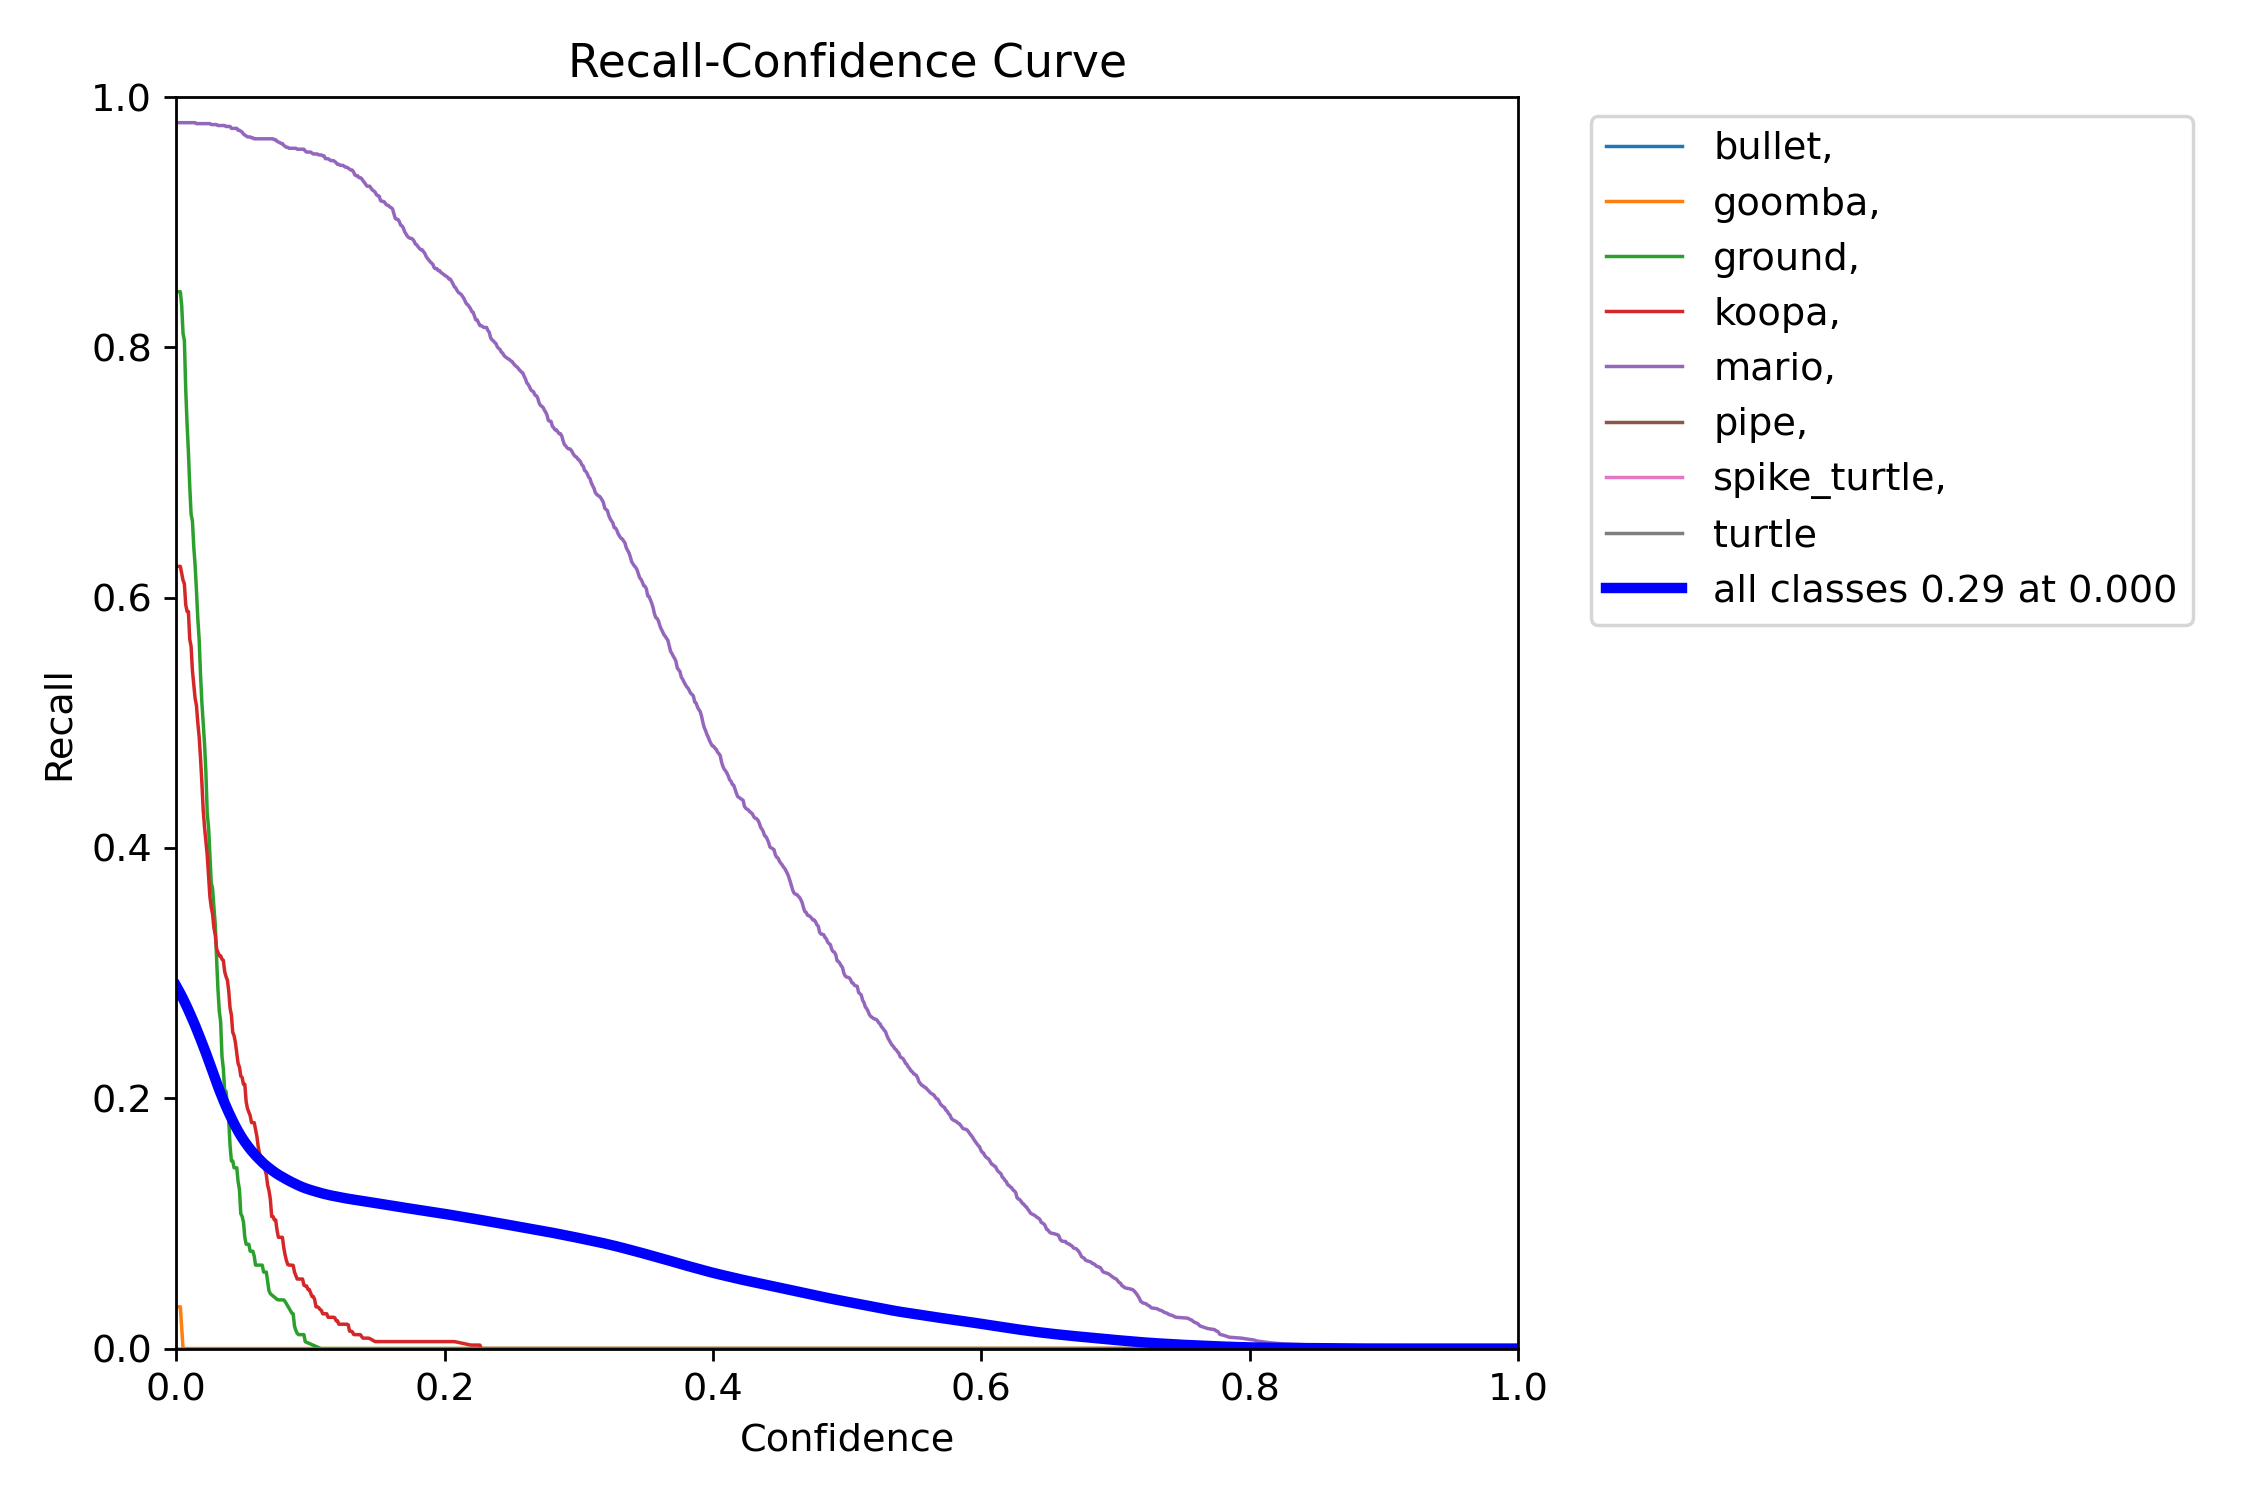 Recall-Confidence Curve
1.0
0.8
0.6
0.4
0.2
0.0
Recall
0.0 0.2 0.4 0.6 0.8 1.0
Confidence
bullet,
goomba,
ground,
koopa,
mario,
pipe,
spike_turtle,
turtle
all classes 0.29 at 0.000